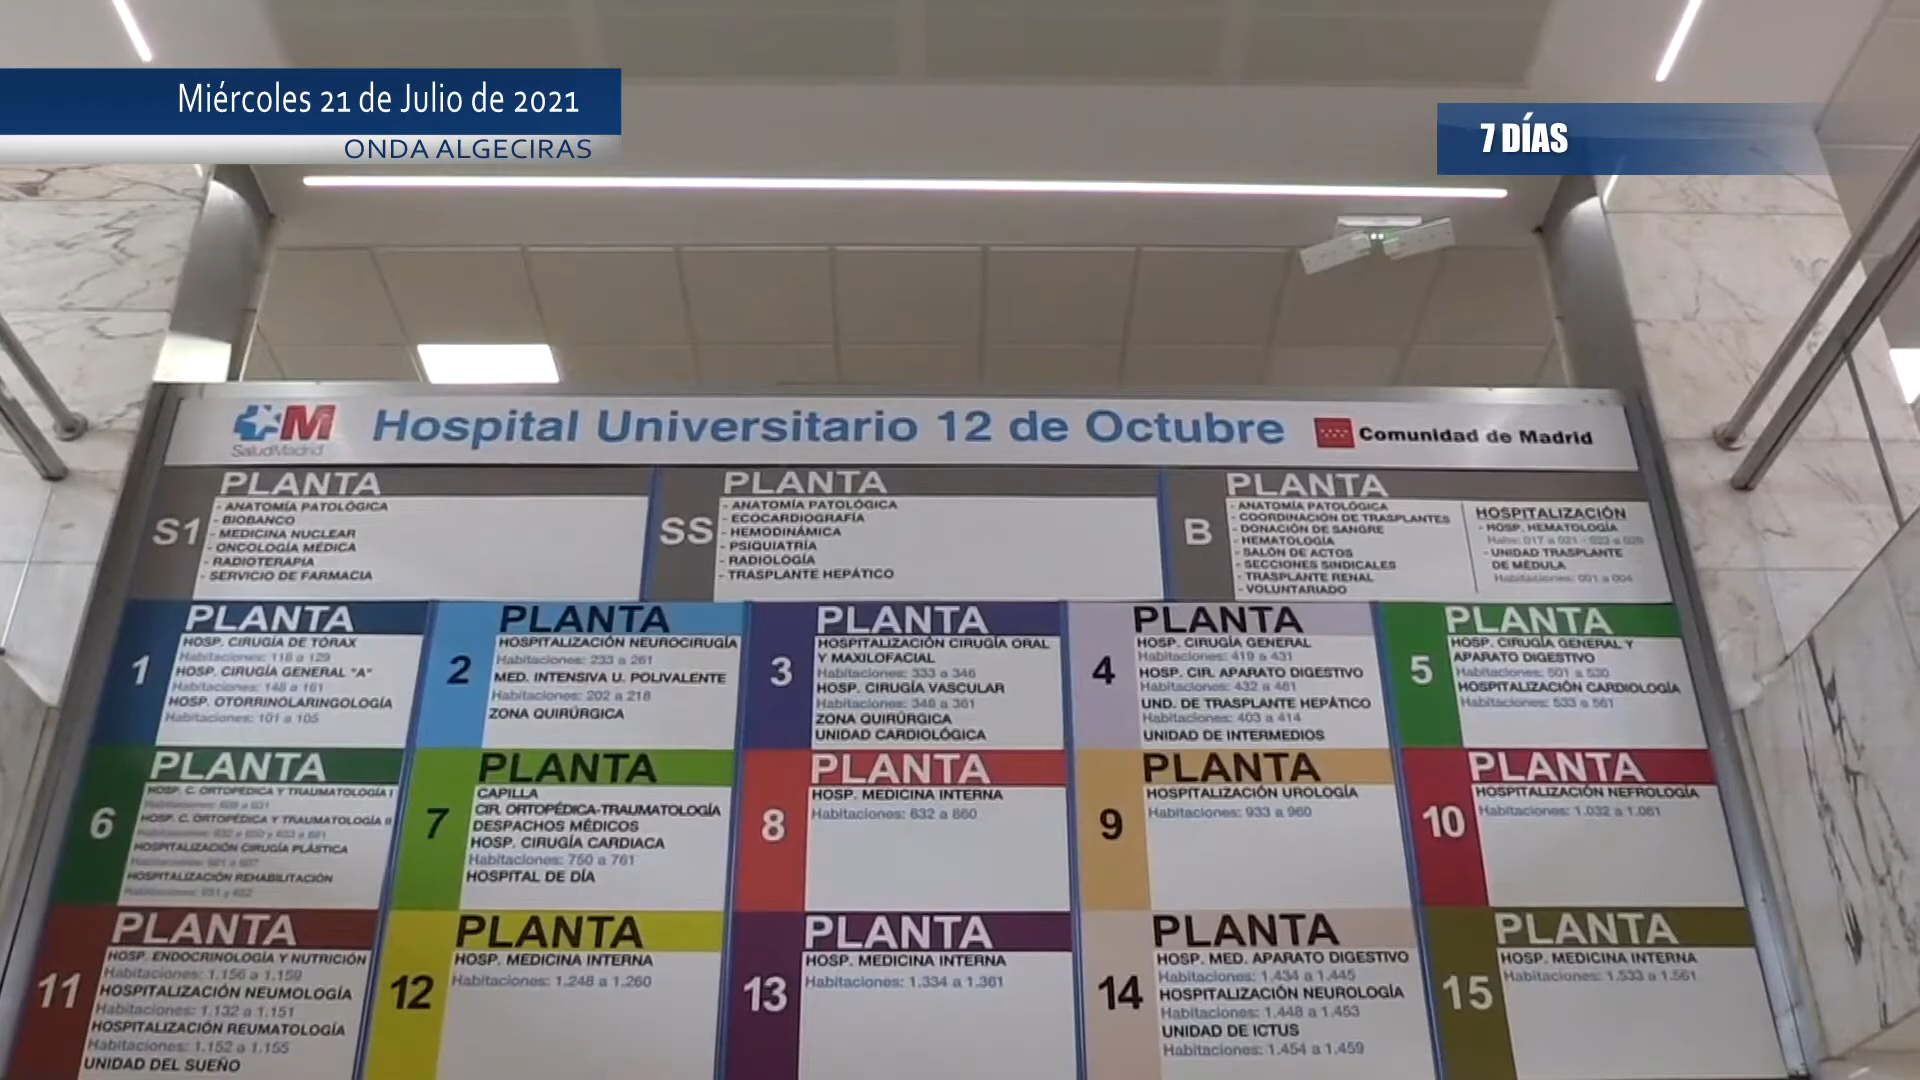 Miércoles 21 de Julio de 2021
ONDA ALGECIRAS
7 DÍAS
SaludMadrid
Hospital Universitario 12 de Octubre
Comunidad de Madrid
S1
PLANTA
- ANATOMÍA PATOLÓGICA
- BIOBANCO
- MEDICINA NUCLEAR
- ONCOLOGÍA MÉDICA
- RADIOTERAPIA
- SERVICIO DE FARMACIA
SS
PLANTA
- ANATOMÍA PATOLÓGICA
- ECOCARDIOGRAFÍA
- HEMODINÁMICA
- PSIQUIATRÍA
- RADIOLOGÍA
- TRASPLANTE HEPÁTICO
B
PLANTA
- ANATOMÍA PATOLÓGICA
- COORDINACIÓN DE TRASPLANTES
- DONACIÓN DE SANGRE
- HEMATOLOGÍA
- SALÓN DE ACTOS
- SECCIONES SINDICALES
- TRASPLANTE RENAL
- VOLUNTARIADO
HOSPITALIZACIÓN
- HOSP. HEMATOLOGÍA
- UNIDAD TRASPLANTE
DE MÉDULA
Habitaciones: 001 a 004
1
PLANTA
HOSP. CIRUGÍA DE TÓRAX
Habitaciones: 118 a 129
HOSP. CIRUGÍA GENERAL "A"
Habitaciones: 148 a 161
HOSP. OTORRINOLARINGOLOGÍA
Habitaciones: 101 a 105
2
PLANTA
HOSPITALIZACIÓN NEUROCIRUGÍA
Habitaciones: 233 a 261
MED. INTENSIVA U. POLIVALENTE
Habitaciones: 202 a 218
ZONA QUIRÚRGICA
3
PLANTA
HOSPITALIZACIÓN CIRUGÍA ORAL
Y MAXILOFACIAL
Habitaciones: 333 a 346
HOSP. CIRUGÍA VASCULAR
Habitaciones: 348 a 361
ZONA QUIRÚRGICA
UNIDAD CARDIOLÓGICA
4
PLANTA
HOSP. CIRUGÍA GENERAL
Habitaciones: 419 a 431
HOSP. CIR. APARATO DIGESTIVO
Habitaciones: 432 a 461
UND. DE TRASPLANTE HEPÁTICO
Habitaciones: 403 a 414
UNIDAD DE INTERMEDIOS
5
PLANTA
HOSP. CIRUGÍA GENERAL Y
APARATO DIGESTIVO
Habitaciones: 501 a 530
HOSPITALIZACIÓN CARDIOLOGÍA
Habitaciones: 533 a 561
6
PLANTA
HOSP. C. ORTOPÉDICA Y TRAUMATOLOGÍA I
HOSP. C. ORTOPÉDICA Y TRAUMATOLOGÍA II
HOSPITALIZACIÓN CIRUGÍA PLÁSTICA
HOSPITALIZACIÓN REHABILITACIÓN
7
PLANTA
CAPILLA
CIR. ORTOPÉDICA-TRAUMATOLOGÍA
DESPACHOS MÉDICOS
HOSP. CIRUGÍA CARDIACA
Habitaciones: 750 a 761
HOSPITAL DE DÍA
8
PLANTA
HOSP. MEDICINA INTERNA
Habitaciones: 832 a 860
9
PLANTA
HOSPITALIZACIÓN UROLOGÍA
Habitaciones: 933 a 960
10
PLANTA
HOSPITALIZACIÓN NEFROLOGÍA
Habitaciones: 1.032 a 1.061
11
PLANTA
HOSP. ENDOCRINOLOGÍA Y NUTRICIÓN
Habitaciones: 1.156 a 1.159
HOSPITALIZACIÓN NEUMOLOGÍA
Habitaciones: 1.132 a 1.151
HOSPITALIZACIÓN REUMATOLOGÍA
Habitaciones: 1.152 a 1.155
UNIDAD DEL SUEÑO
12
PLANTA
HOSP. MEDICINA INTERNA
Habitaciones: 1.248 a 1.260
13
PLANTA
HOSP. MEDICINA INTERNA
Habitaciones: 1.334 a 1.361
14
PLANTA
HOSP. MED. APARATO DIGESTIVO
Habitaciones: 1.434 a 1.445
HOSPITALIZACIÓN NEUROLOGÍA
Habitaciones: 1.448 a 1.453
UNIDAD DE ICTUS
Habitaciones: 1.454 a 1.459
15
PLANTA
HOSP. MEDICINA INTERNA
Habitaciones: 1.533 a 1.561